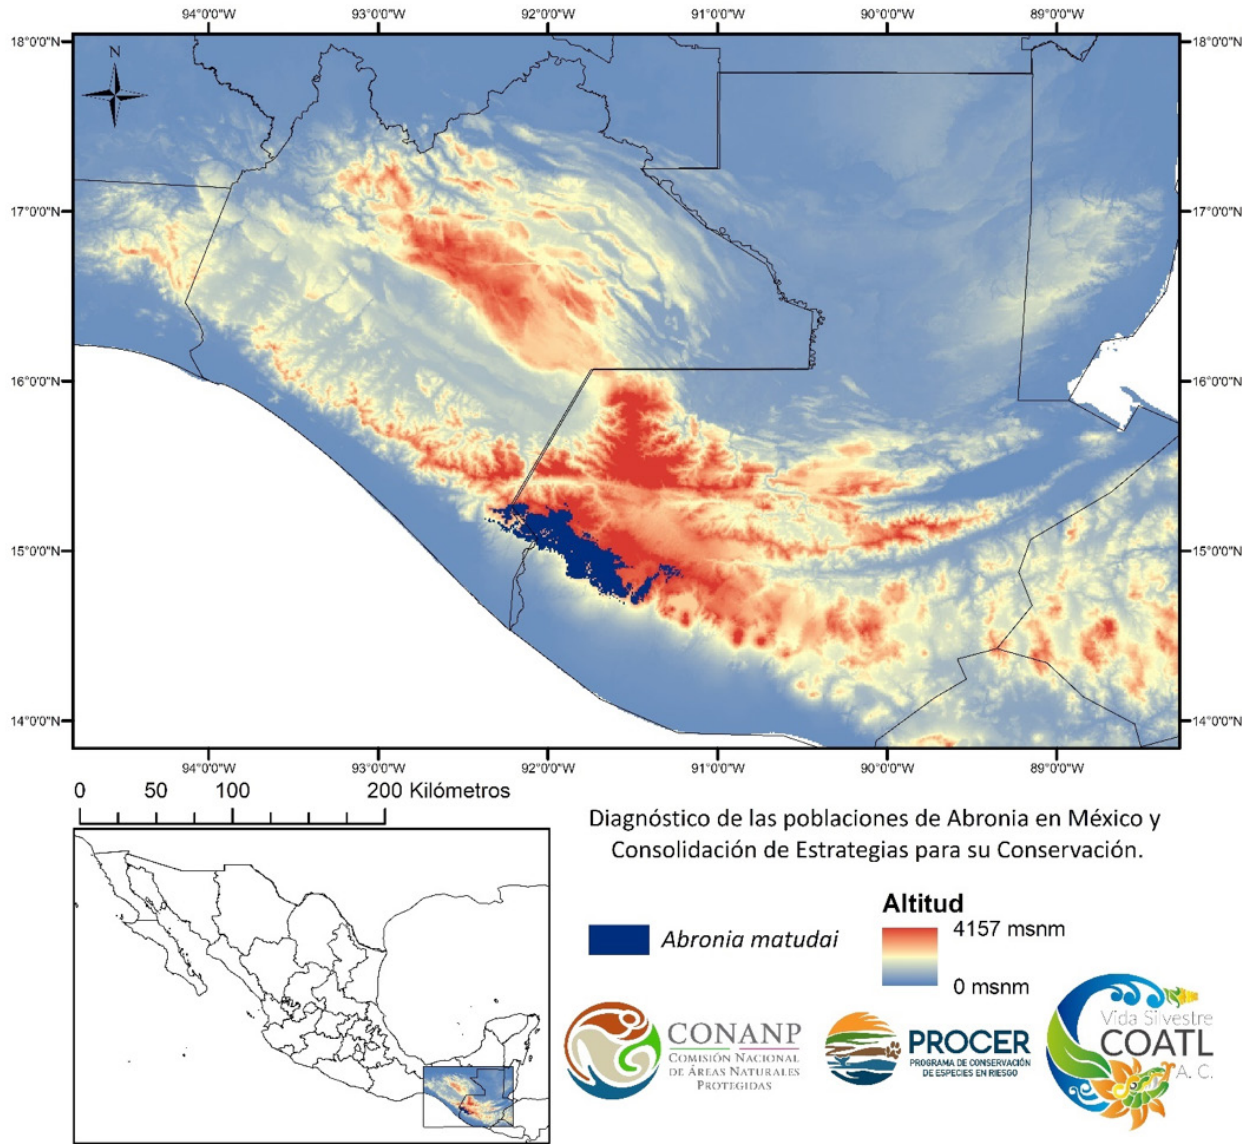 94°0'0"W 93°0'0"W 92°0'0"W 91°0'0"W 90°0'0"W 89°0'0"W
18°0'0"N 18°0'0"N
N
17°0'0"N 17°0'0"N
16°0'0"N 16°0'0"N
15°0'0"N 15°0'0"N
14°0'0"N 14°0'0"N
94°0'0"W 93°0'0"W 92°0'0"W 91°0'0"W 90°0'0"W 89°0'0"W
0 50 100 200 Kilómetros
Diagnóstico de las poblaciones de Abronia en México y
Consolidación de Estrategias para su Conservación.
Abronia matudai
Altitud
4157 msnm
0 msnm
CONANP
COMISIÓN NACIONAL
DE ÁREAS NATURALES
PROTEGIDAS
PROCER
PROGRAMA DE CONSERVACIÓN
DE ESPECIES EN RIESGO
Vida Silvestre
COATL
A. C.